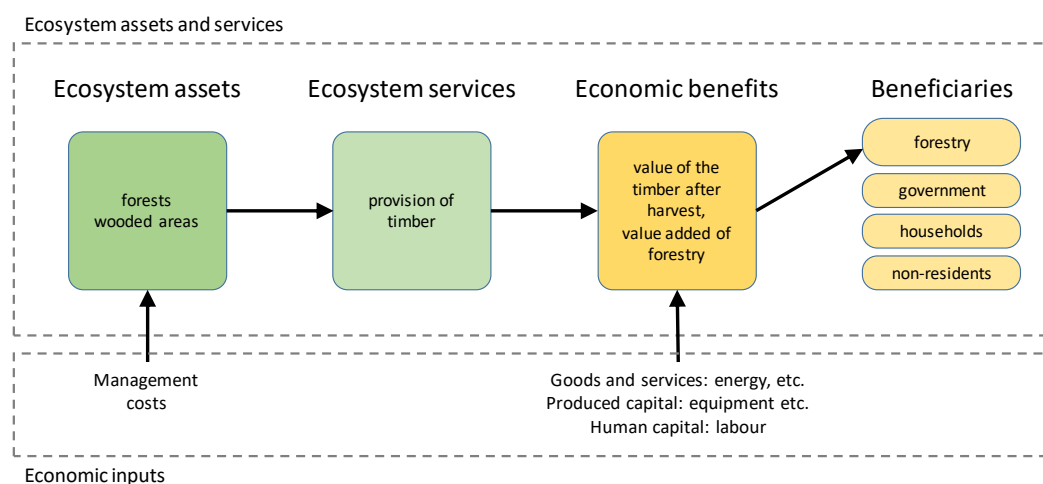 Ecosystem assets and services
Ecosystem assets
Ecosystem services
Economic benefits
Beneficiaries
forests
wooded areas
provision of
timber
value of the
timber after
harvest,
value added of
forestry
forestry
government
households
non-residents
Management
costs
Goods and services: energy, etc.
Produced capital: equipment etc.
Human capital: labour
Economic inputs